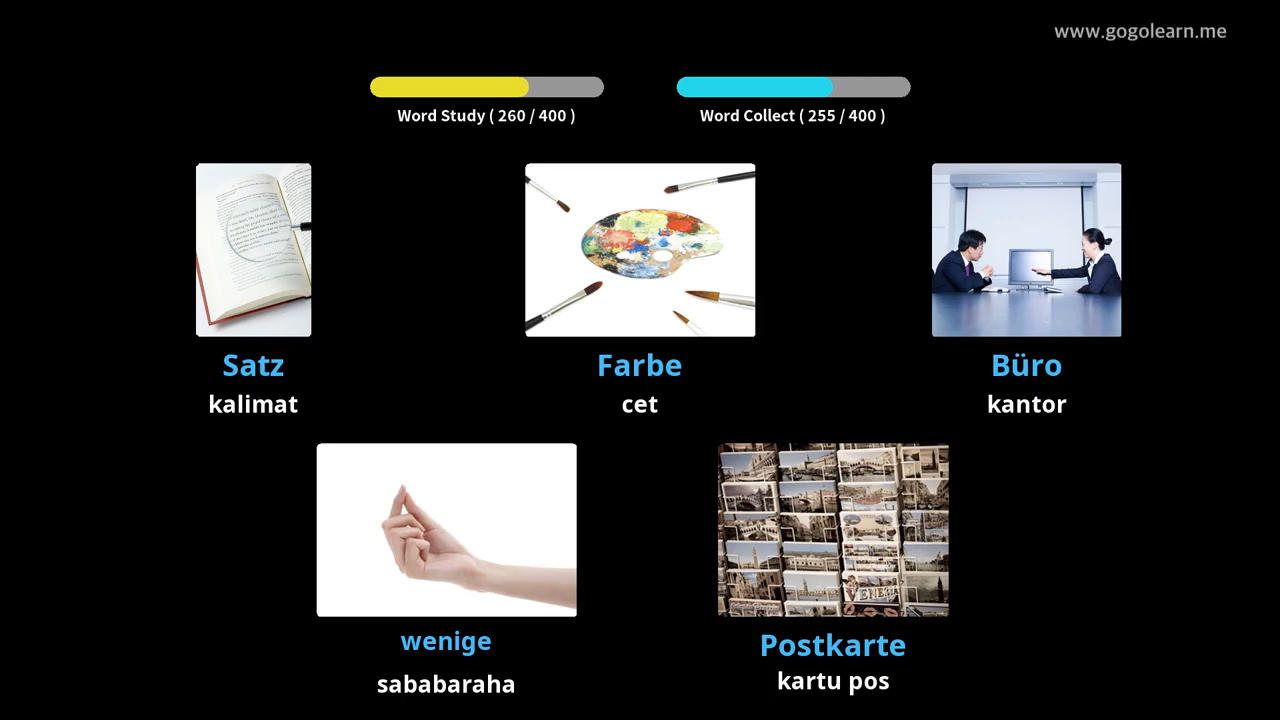 www.gogolearn.me
Word Study ( 260 / 400 )
Word Collect ( 255 / 400 )
Satz
kalimat
Farbe
cet
Büro
kantor
wenige
sababaraha
Postkarte
kartu pos